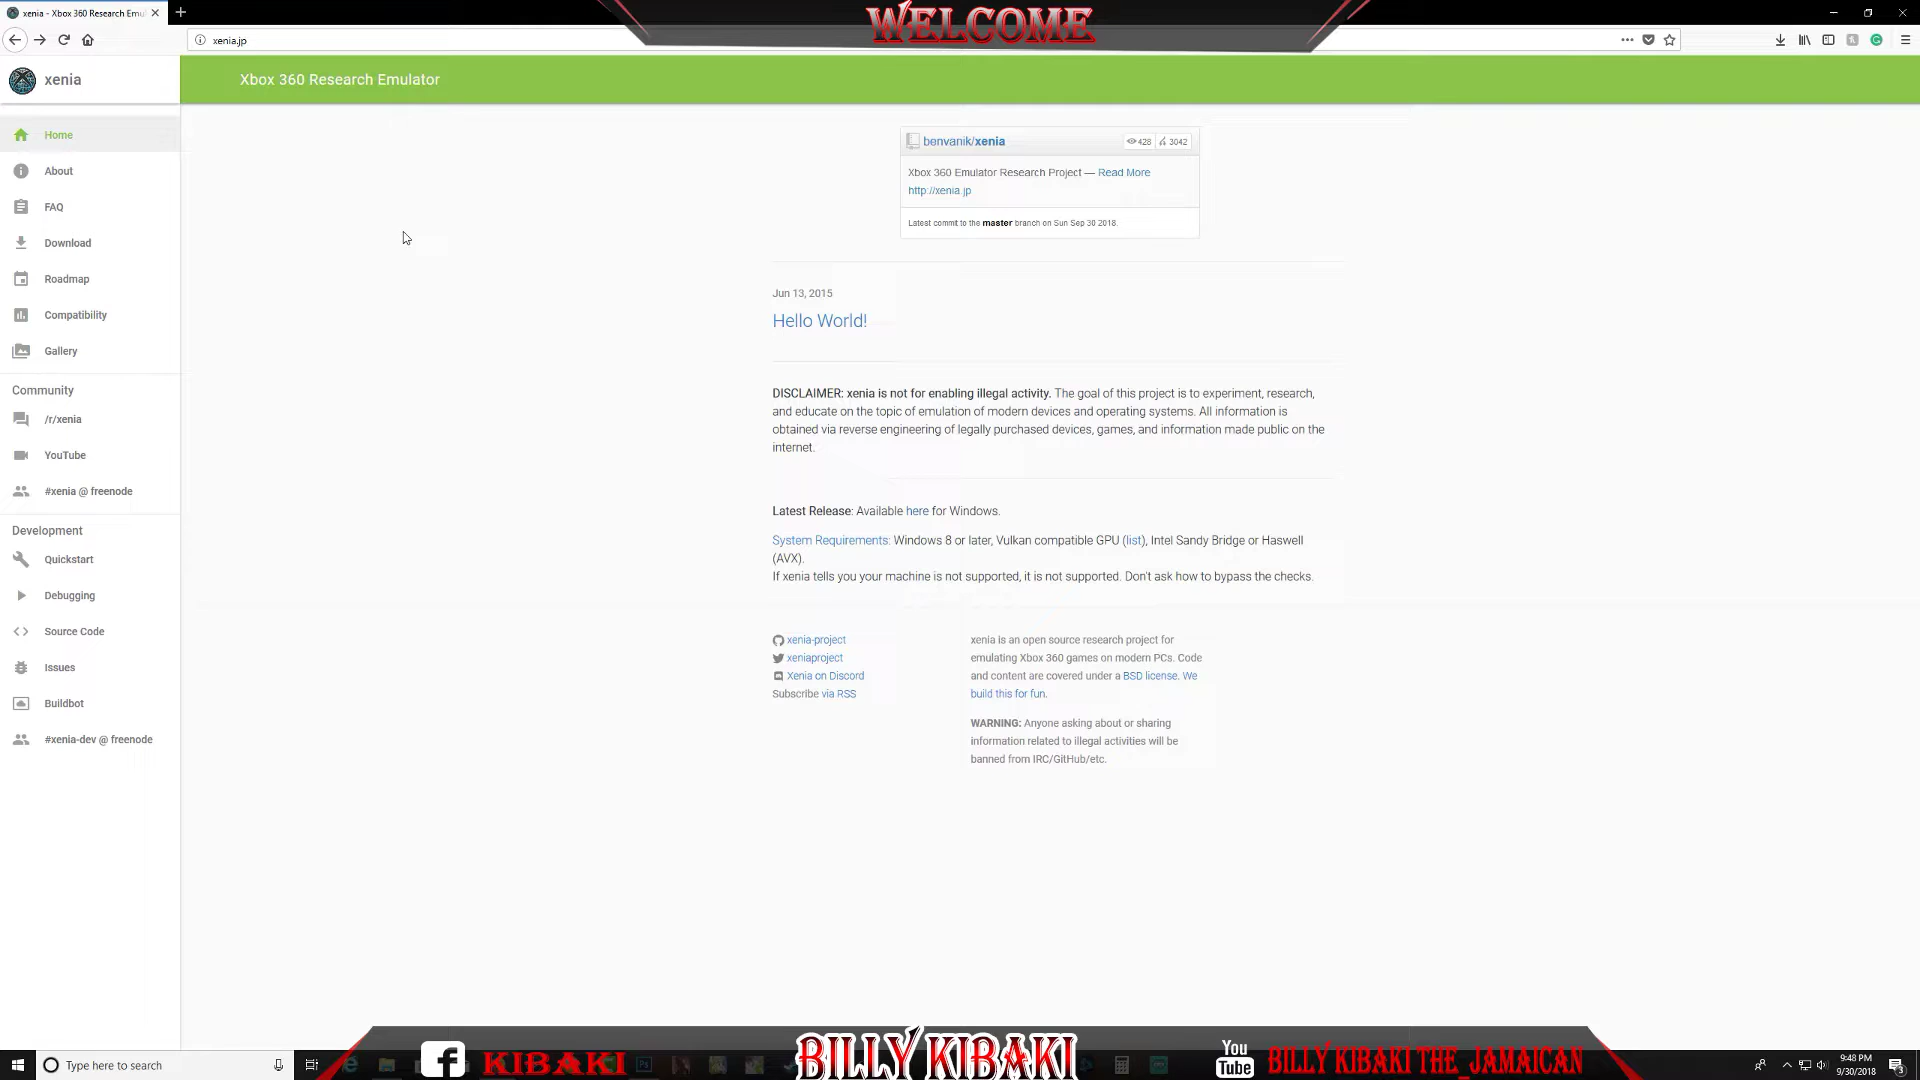 xenia - Xbox 360 Research Emu
WELCOME
xenia.jp
xenia
Xbox 360 Research Emulator
Home
About
FAQ
Download
Roadmap
Compatibility
Gallery
Community
/r/xenia
YouTube
#xenia @ freenode
Development
Quickstart
Debugging
Source Code
Issues
Buildbot
#xenia-dev @ freenode
benvanik/xenia
428
3042
Xbox 360 Emulator Research Project — Read More
http://xenia.jp
Latest commit to the master branch on Sun Sep 30 2018.
Jun 13, 2015
Hello World!
DISCLAIMER: xenia is not for enabling illegal activity. The goal of this project is to experiment, research,
and educate on the topic of emulation of modern devices and operating systems. All information is
obtained via reverse engineering of legally purchased devices, games, and information made public on the
internet.
Latest Release: Available here for Windows.
System Requirements: Windows 8 or later, Vulkan compatible GPU (list), Intel Sandy Bridge or Haswell
(AVX).
If xenia tells you your machine is not supported, it is not supported. Don't ask how to bypass the checks.
xenia-project
xeniaproject
Xenia on Discord
Subscribe via RSS
xenia is an open source research project for
emulating Xbox 360 games on modern PCs. Code
and content are covered under a BSD license. We
build this for fun.
WARNING: Anyone asking about or sharing
information related to illegal activities will be
banned from IRC/GitHub/etc.
Type here to search
KIBAKI
BILLY KIBAKI
You
Tube
BILLY KIBAKI THE_JAMAICAN
9:48 PM
9/30/2018
3